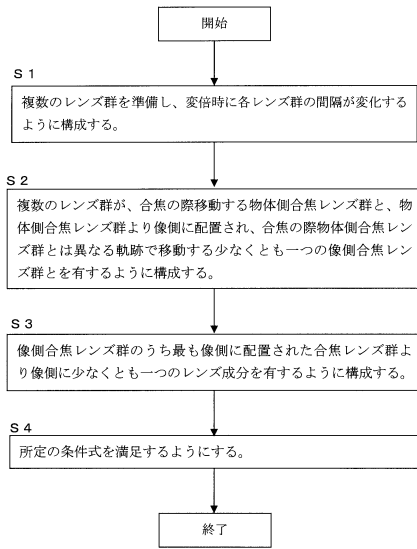 開始
S1
複数のレンズ群を準備し、変倍時に各レンズ群の間隔が変化する
ように構成する。
S2
複数のレンズ群が、合焦の際移動する物体側合焦レンズ群と、物
体側合焦レンズ群より像側に配置され、合焦の際物体側合焦レン
ズ群とは異なる軌跡で移動する少なくとも一つの像側合焦レン
ズ群とを有するように構成する。
S3
像側合焦レンズ群のうち最も像側に配置された合焦レンズ群よ
り像側に少なくとも一つのレンズ成分を有するように構成する。
S4
所定の条件式を満足するようにする。
終了